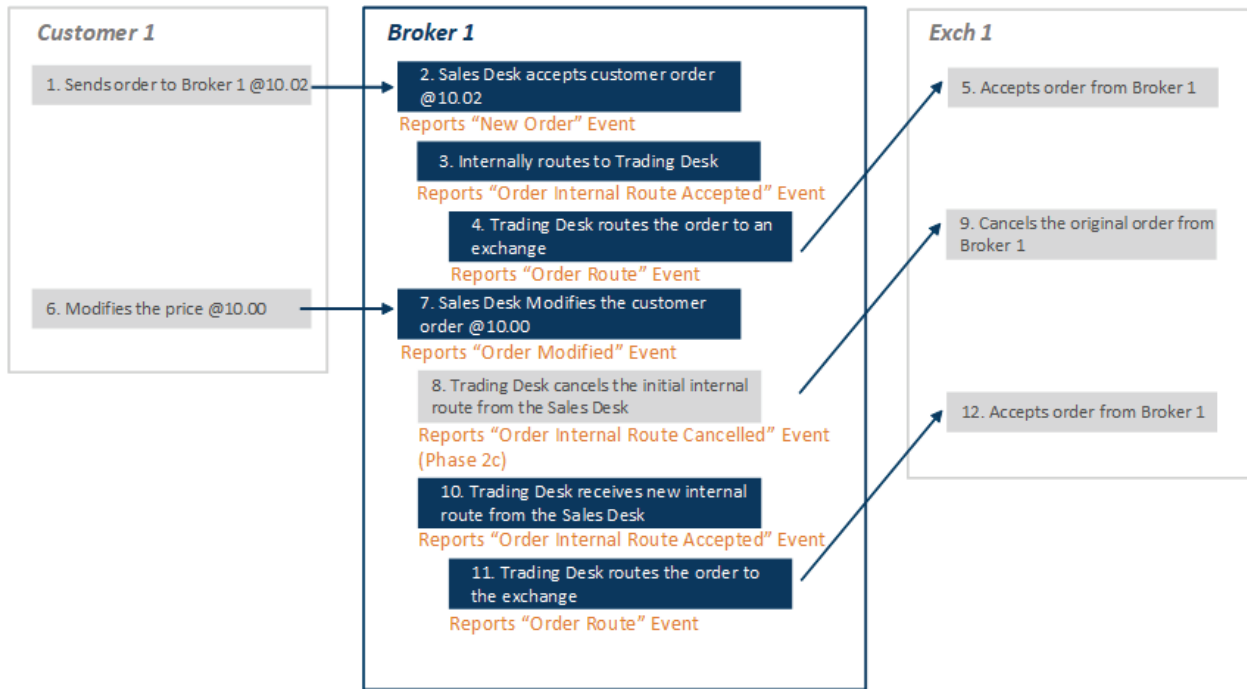 Customer 1
1. Sends order to Broker 1 @10.02
6. Modifies the price @10.00
Broker 1
2. Sales Desk accepts customer order
@10.02
Reports “New Order” Event
3. Internally routes to Trading Desk
Reports “Order Internal Route Accepted” Event
4. Trading Desk routes the order to an
exchange
Reports “Order Route” Event
7. Sales Desk Modifies the customer
order @10.00
Reports “Order Modified” Event
8. Trading Desk cancels the initial internal
route from the Sales Desk
Reports “Order Internal Route Cancelled” Event
(Phase 2c)
10. Trading Desk receives new internal
route from the Sales Desk
Reports “Order Internal Route Accepted” Event
11. Trading Desk routes the order to
the exchange
Reports “Order Route” Event
Exch 1
5. Accepts order from Broker 1
9. Cancels the original order from
Broker 1
12. Accepts order from Broker 1